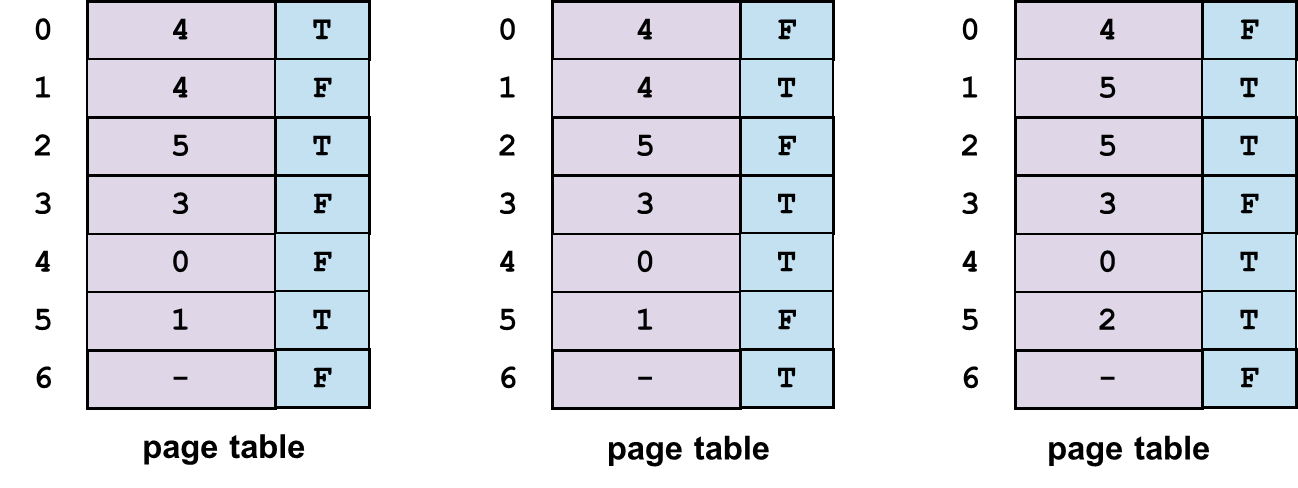 0 4 T 0 4 F 0 4 F
1 4 F 1 4 T 1 5 T
2 5 T 2 5 F 2 5 T
3 3 F 3 3 T 3 3 F
4 0 F 4 0 T 4 0 T
5 1 T 5 1 F 5 2 T
6 - F 6 - T 6 - F
page table page table page table